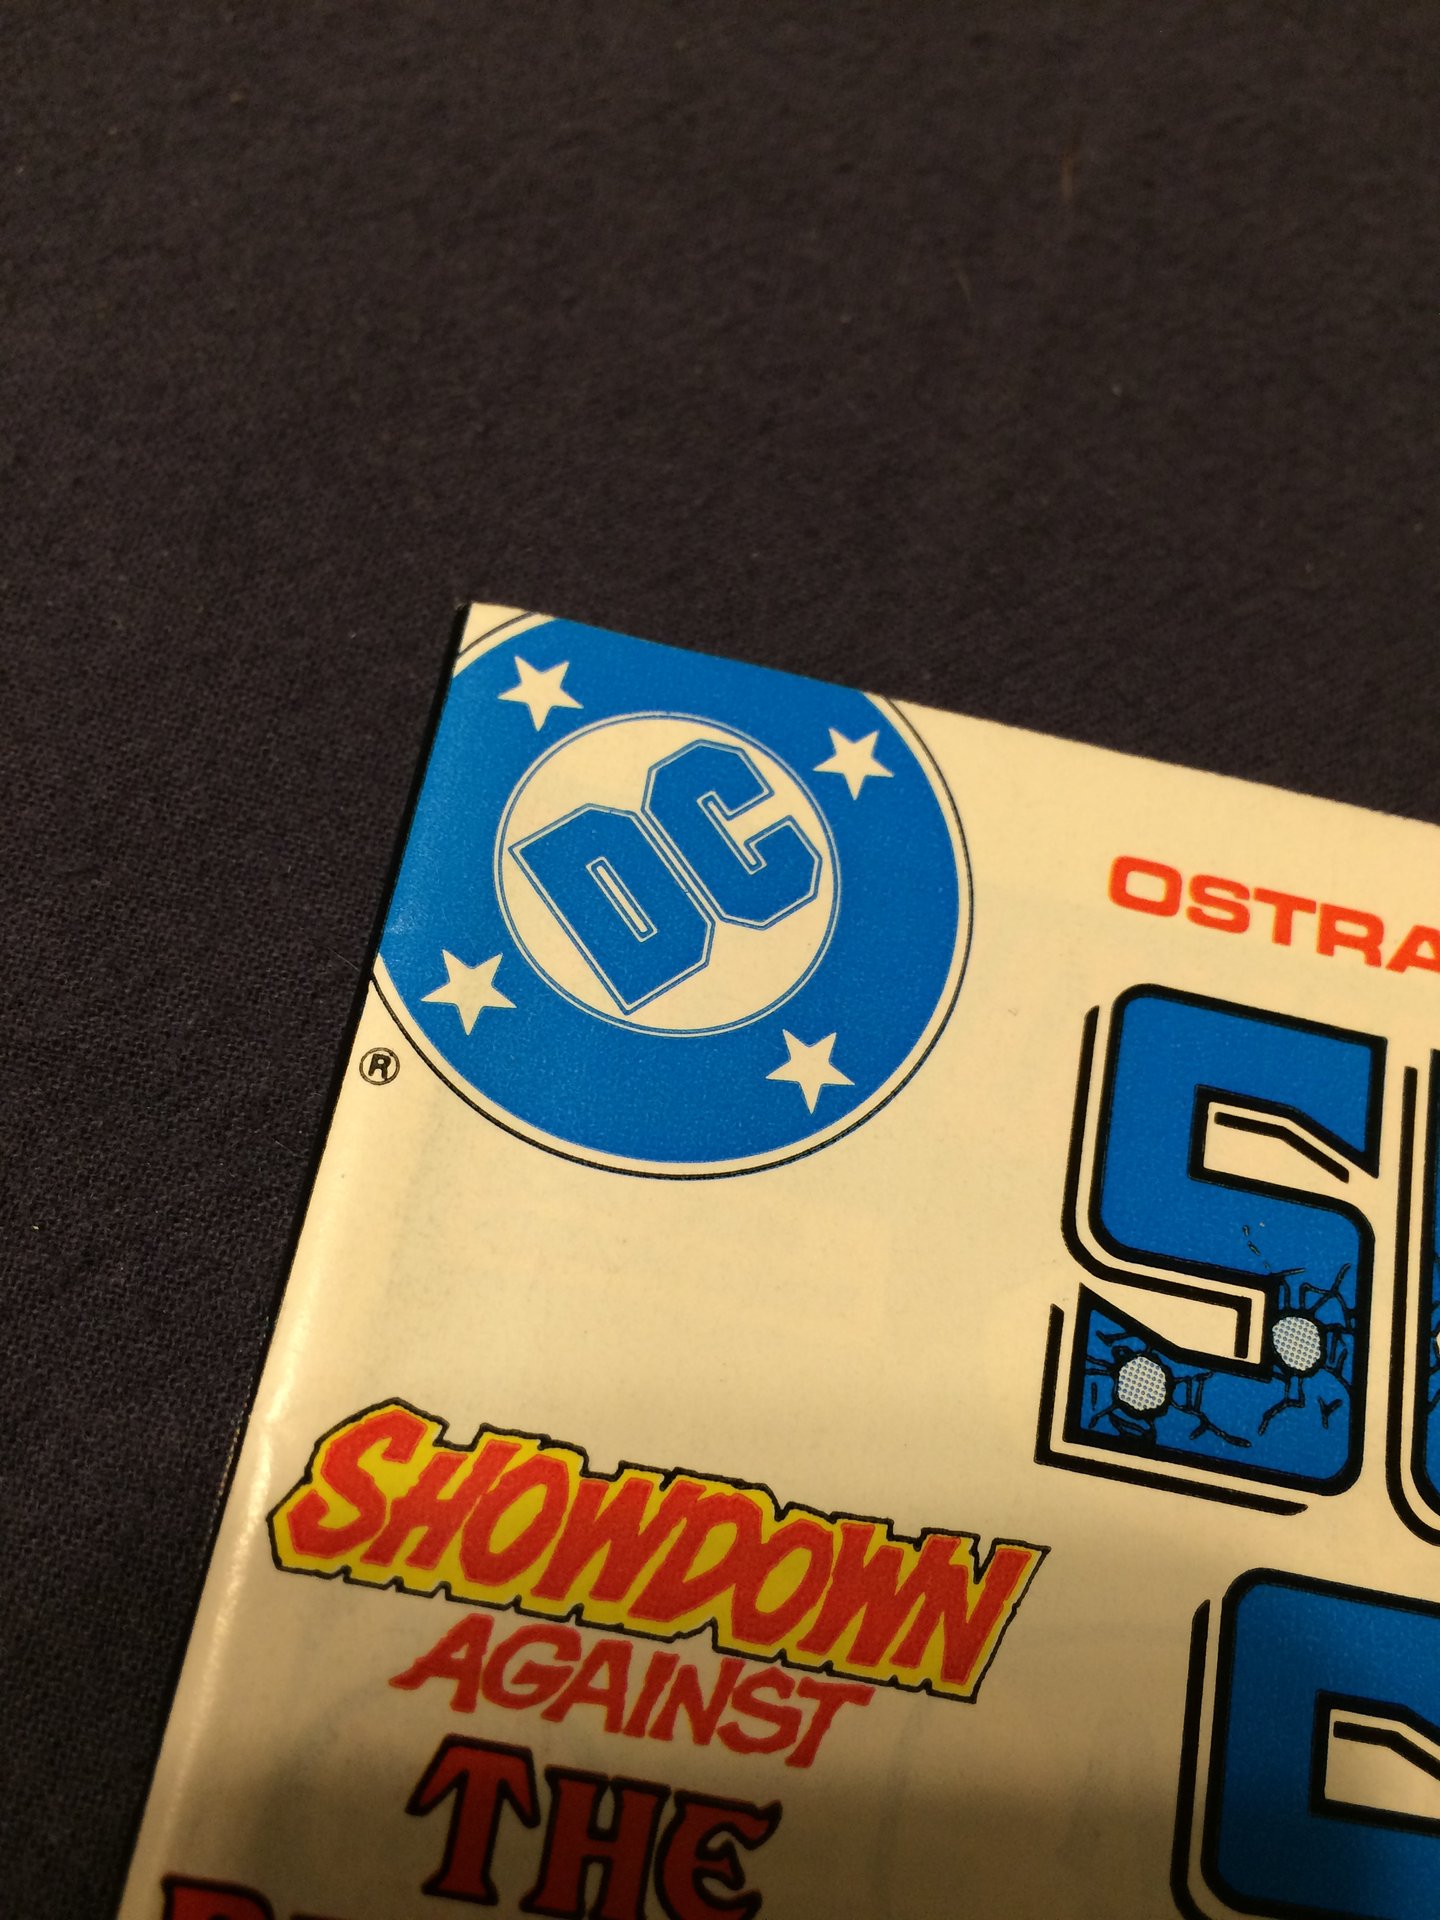 DC
®
OSTRA
S
SHOWDOWN
AGAINST
THE